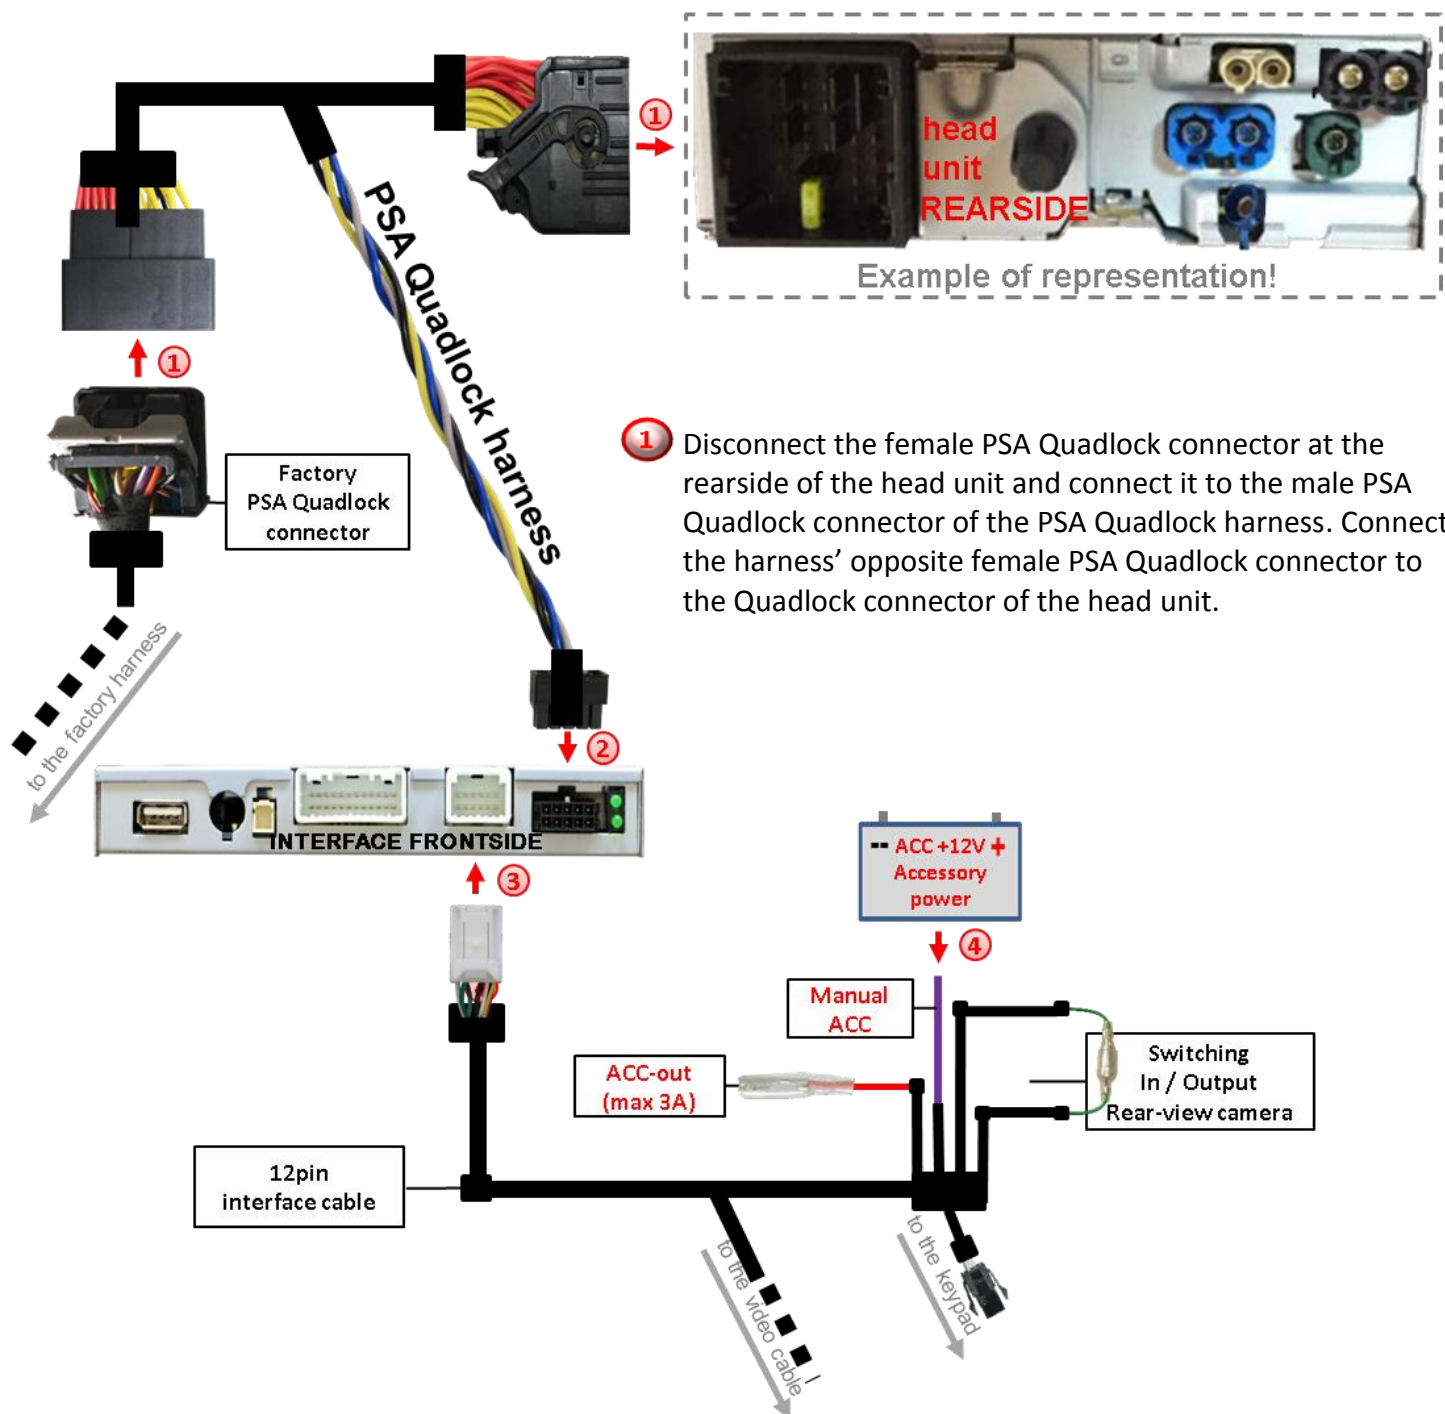 1
head
unit
REARSIDE
Example of representation!
PSA Quadlock harness
1
Factory
PSA Quadlock
connector
to the factory harness
1 Disconnect the female PSA Quadlock connector at the
rearside of the head unit and connect it to the male PSA
Quadlock connector of the PSA Quadlock harness. Connect
the harness’ opposite female PSA Quadlock connector to
the Quadlock connector of the head unit.
2
INTERFACE FRONTSIDE
3
-- ACC +12V +
Accessory
power
4
Manual
ACC
ACC-out
(max 3A)
Switching
In / Output
Rear-view camera
12pin
interface cable
to the video cable
to the keypad